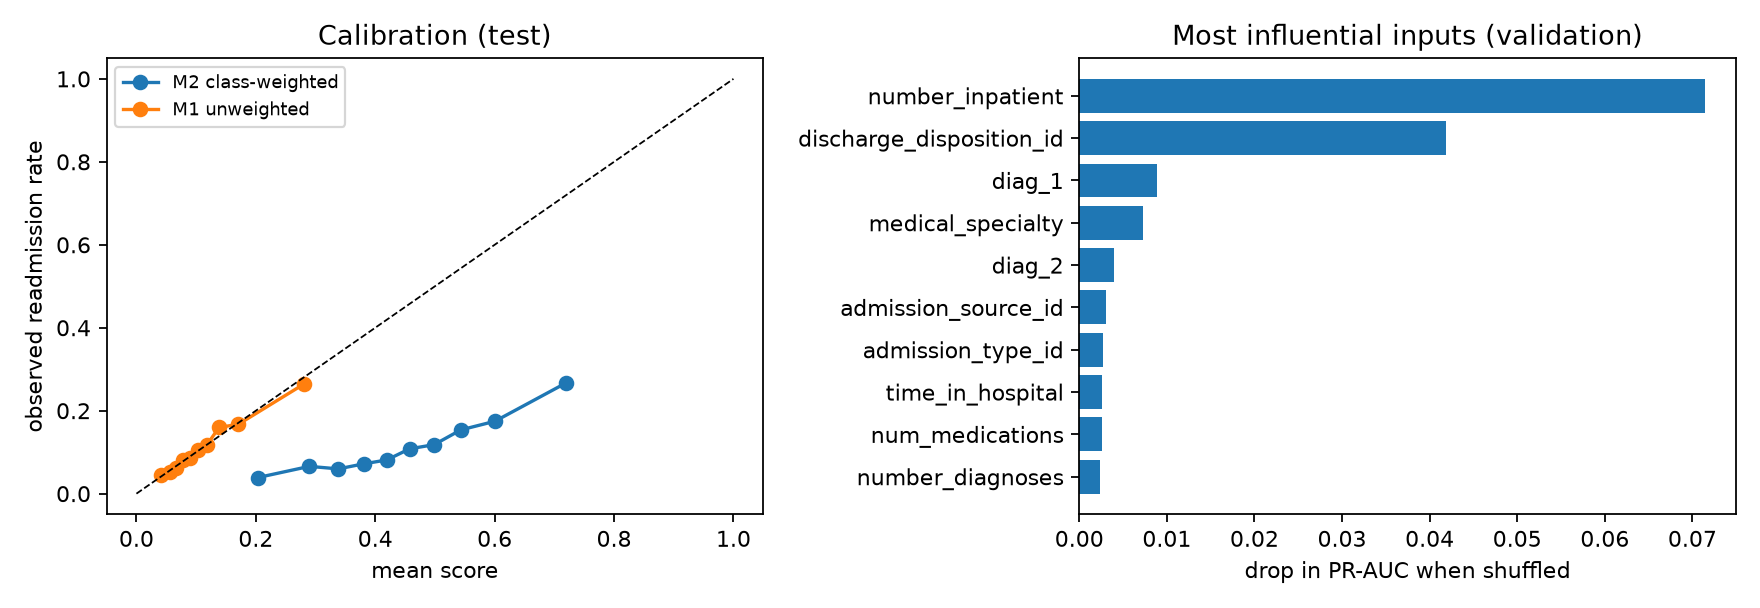 Calibration (test)
M2 class-weighted
M1 unweighted
observed readmission rate
1.0
0.8
0.6
0.4
0.2
0.0
0.0 0.2 0.4 0.6 0.8 1.0
mean score
Most influential inputs (validation)
number_inpatient
discharge_disposition_id
diag_1
medical_specialty
diag_2
admission_source_id
admission_type_id
time_in_hospital
num_medications
number_diagnoses
0.00 0.01 0.02 0.03 0.04 0.05 0.06 0.07
drop in PR-AUC when shuffled